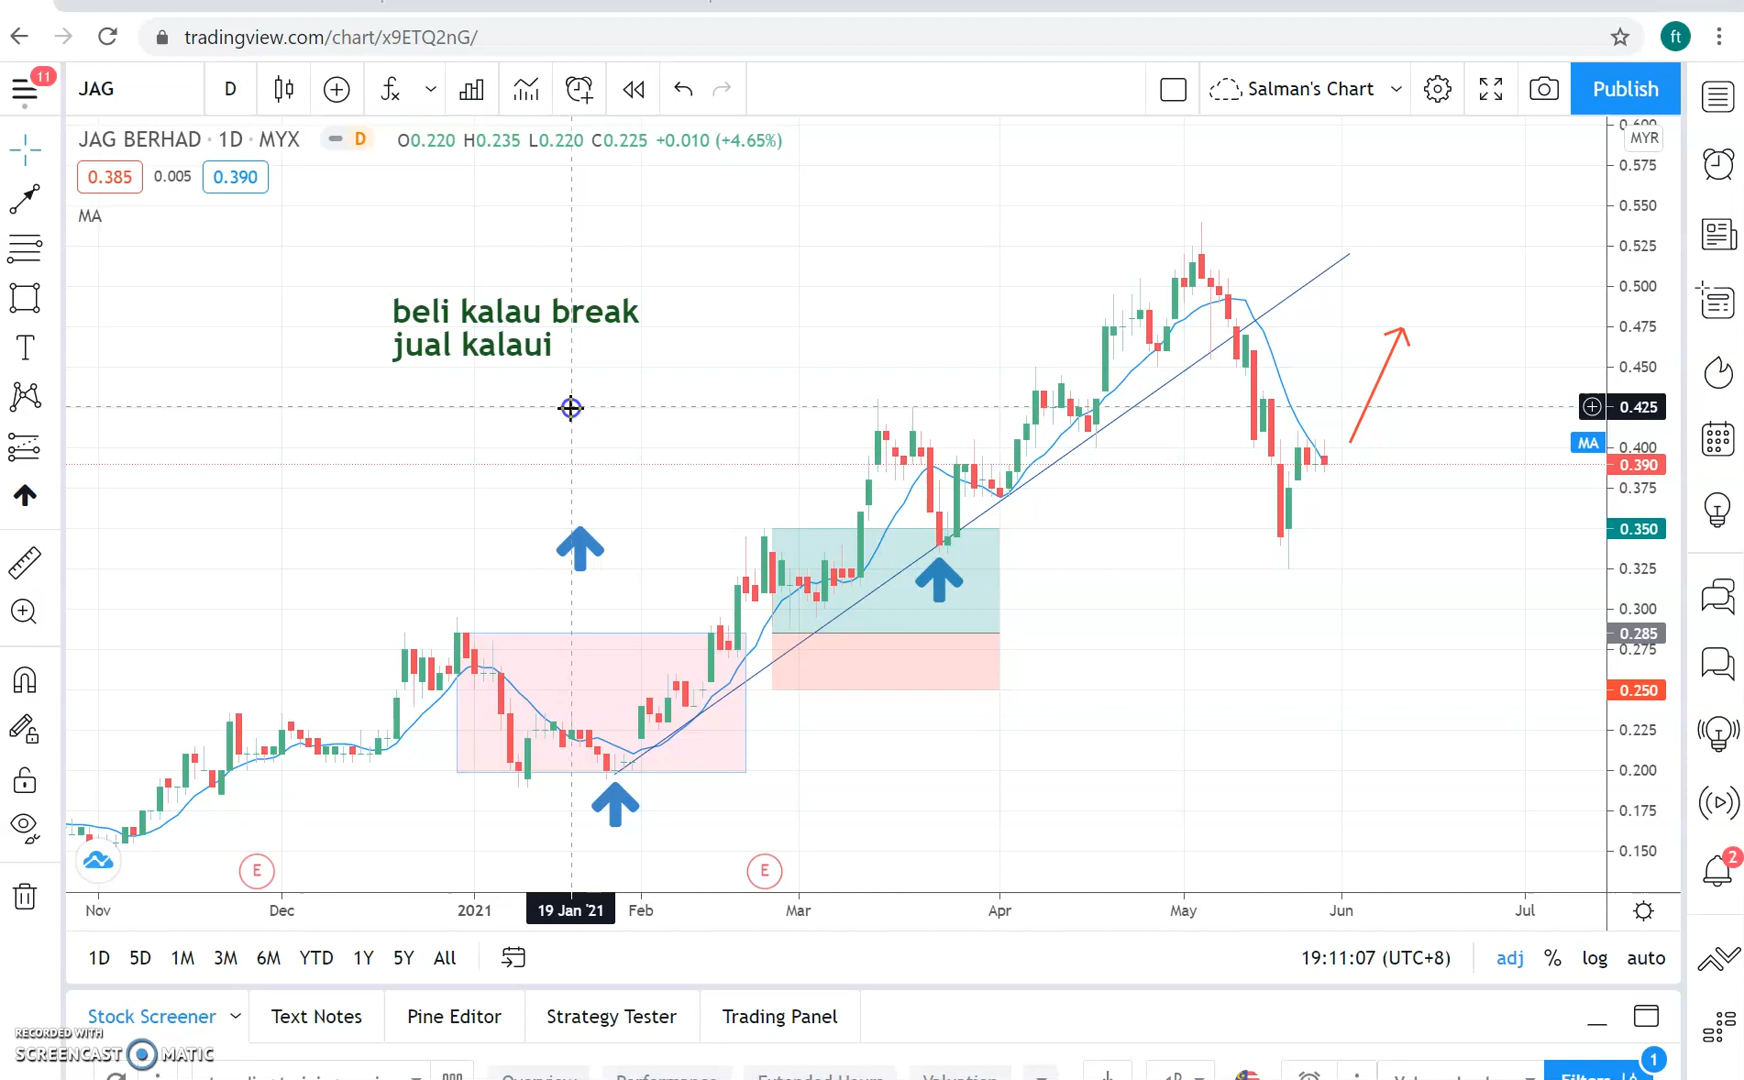 tradingview.com/chart/x9ETQ2nG/
ft
11
JAG
D
Salman's Chart
Publish
JAG BERHAD · 1D · MYX
D
O0.220 H0.235 L0.220 C0.225 +0.010 (+4.65%)
MYR
0.385
0.005
0.390
MA
beli kalau break
jual kalaui
0.600
0.575
0.550
0.525
0.500
0.475
0.450
0.425
MA
0.400
0.390
0.375
0.350
0.325
0.300
0.285
0.275
0.250
0.225
0.200
0.175
0.150
E
E
2
Nov
Dec
2021
19 Jan '21
Feb
Mar
Apr
May
Jun
Jul
1D 5D 1M 3M 6M YTD 1Y 5Y All
19:11:07 (UTC+8)
adj % log auto
Stock Screener
Text Notes
Pine Editor
Strategy Tester
Trading Panel
RECORDED WITH
SCREENCAST MATIC
1
Overview
Performance
Extended Hours
Valuation
Filters